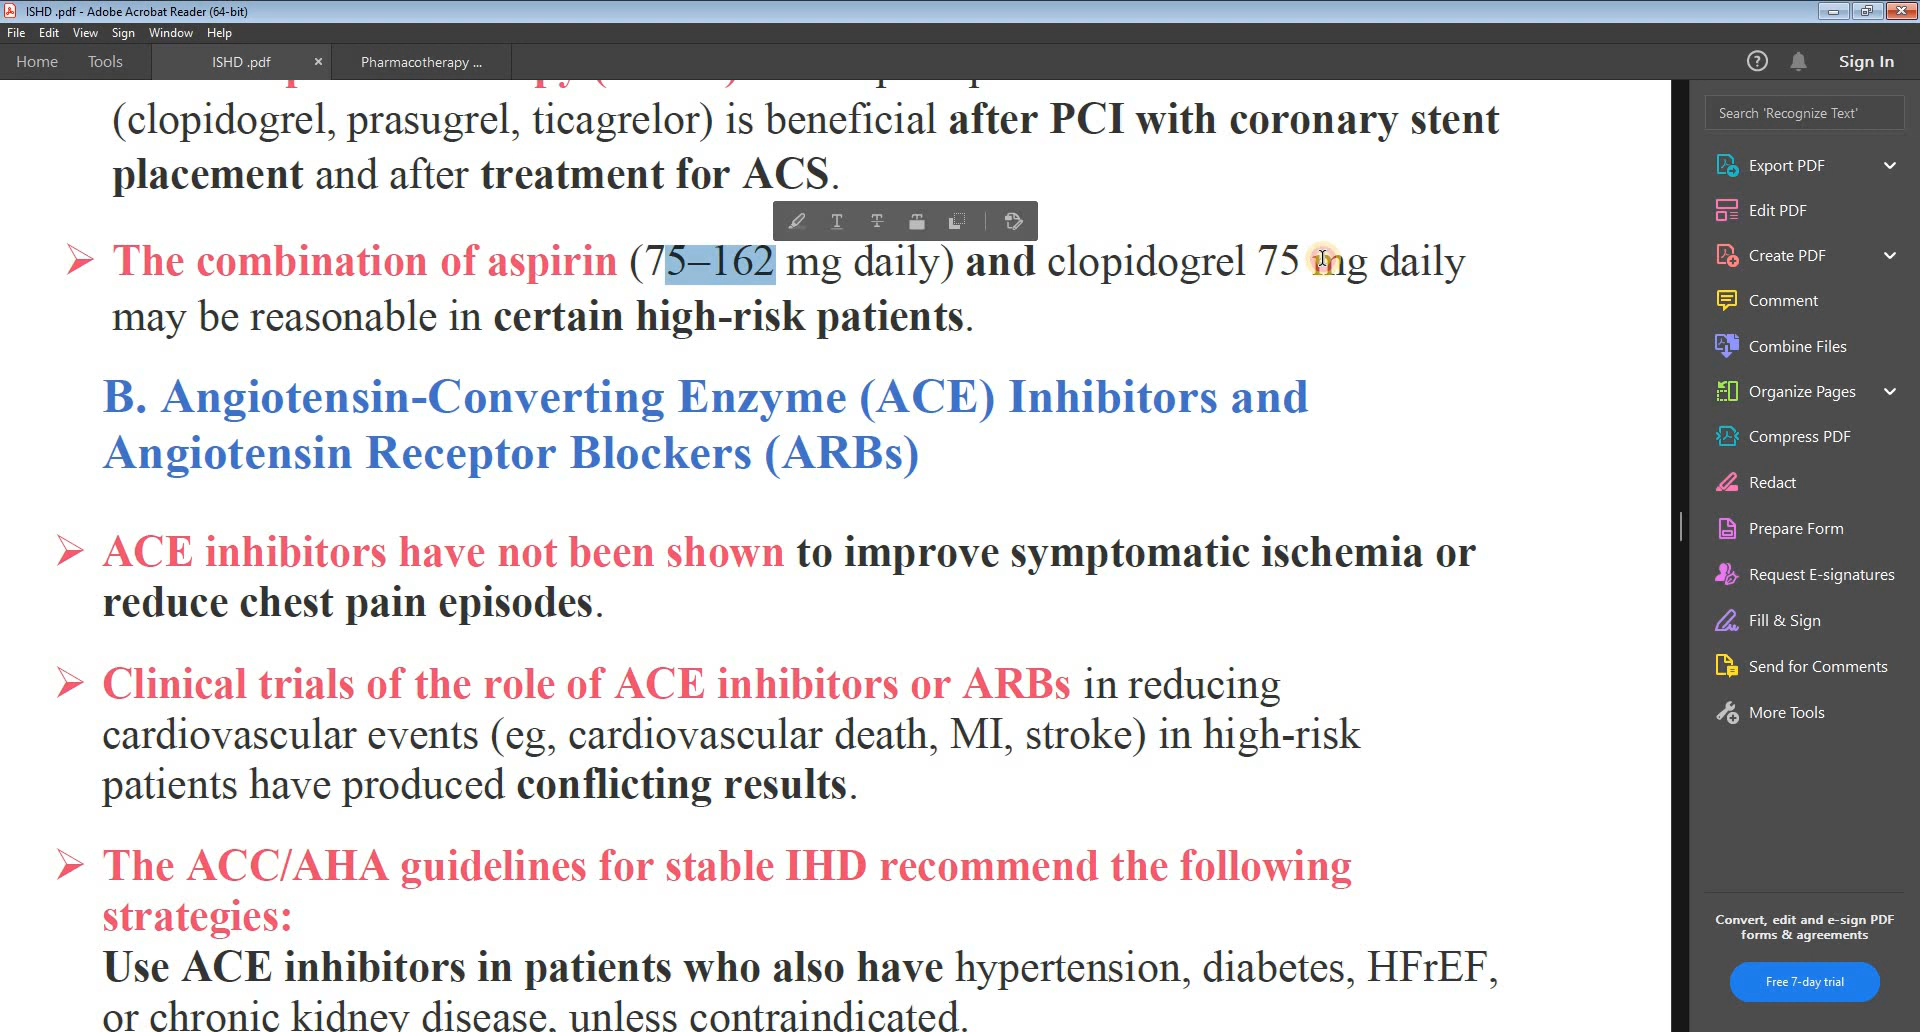 ISHD .pdf - Adobe Acrobat Reader (64-bit)
File Edit View Sign Window Help
Home Tools ISHD .pdf × Pharmacotherapy ... Sign In
(clopidogrel, prasugrel, ticagrelor) is beneficial after PCI with coronary stent
placement and after treatment for ACS.
The combination of aspirin (75–162 mg daily) and clopidogrel 75 mg daily
may be reasonable in certain high-risk patients.
B. Angiotensin-Converting Enzyme (ACE) Inhibitors and
Angiotensin Receptor Blockers (ARBs)
ACE inhibitors have not been shown to improve symptomatic ischemia or
reduce chest pain episodes.
Clinical trials of the role of ACE inhibitors or ARBs in reducing
cardiovascular events (eg, cardiovascular death, MI, stroke) in high-risk
patients have produced conflicting results.
The ACC/AHA guidelines for stable IHD recommend the following
strategies:
Use ACE inhibitors in patients who also have hypertension, diabetes, HFrEF,
or chronic kidney disease, unless contraindicated.
Search 'Recognize Text'
Export PDF
Edit PDF
Create PDF
Comment
Combine Files
Organize Pages
Compress PDF
Redact
Prepare Form
Request E-signatures
Fill & Sign
Send for Comments
More Tools
Convert, edit and e-sign PDF
forms & agreements
Free 7-day trial